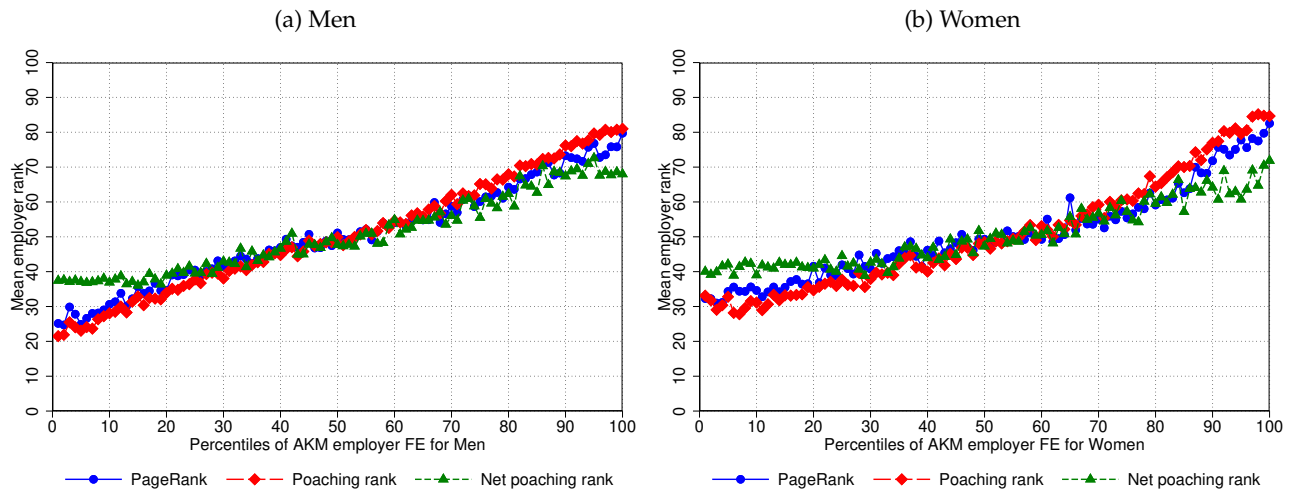 (a) Men
Mean employer rank
0 10 20 30 40 50 60 70 80 90 100
0 10 20 30 40 50 60 70 80 90 100
Percentiles of AKM employer FE for Men
PageRank Poaching rank Net poaching rank
(b) Women
Mean employer rank
0 10 20 30 40 50 60 70 80 90 100
0 10 20 30 40 50 60 70 80 90 100
Percentiles of AKM employer FE for Women
PageRank Poaching rank Net poaching rank